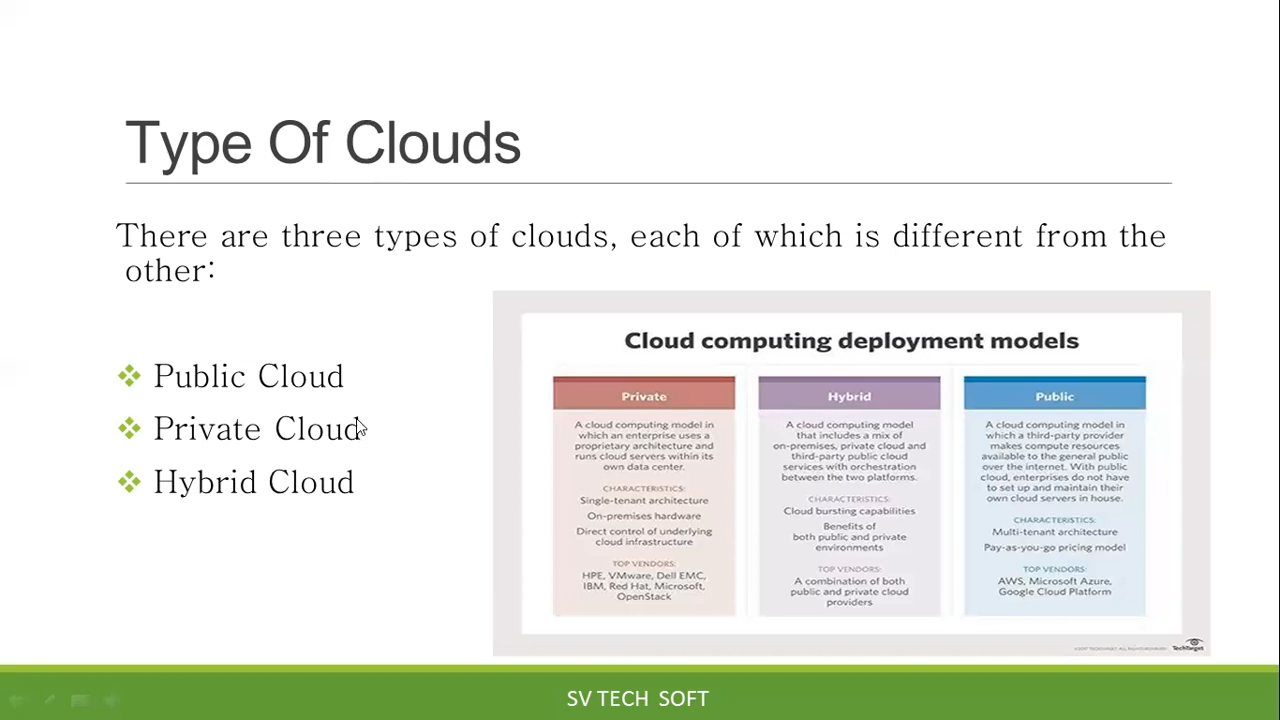 Type Of Clouds
There are three types of clouds, each of which is different from the
other:
Public Cloud
Private Cloud
Hybrid Cloud
Cloud computing deployment models
Private
A cloud computing model in
which an enterprise uses a
proprietary architecture and
runs cloud servers within its
own data center.
CHARACTERISTICS:
Single-tenant architecture
On-premises hardware
Direct control of underlying
cloud infrastructure
TOP VENDORS:
HPE, VMware, Dell EMC,
IBM, Red Hat, Microsoft,
OpenStack
Hybrid
A cloud computing model
that includes a mix of
on-premises, private cloud and
third-party public cloud
services with orchestration
between the two platforms.
CHARACTERISTICS:
Cloud bursting capabilities
Benefits of
both public and private
environments
TOP VENDORS:
A combination of both
public and private cloud
providers
Public
A cloud computing model in
which a third-party provider
makes compute resources
available to the general public
over the internet. With public
cloud, enterprises do not have
to set up and maintain their
own cloud servers in house.
CHARACTERISTICS:
Multi-tenant architecture
Pay-as-you-go pricing model
TOP VENDORS:
AWS, Microsoft Azure,
Google Cloud Platform
TechTarget
SV TECH SOFT